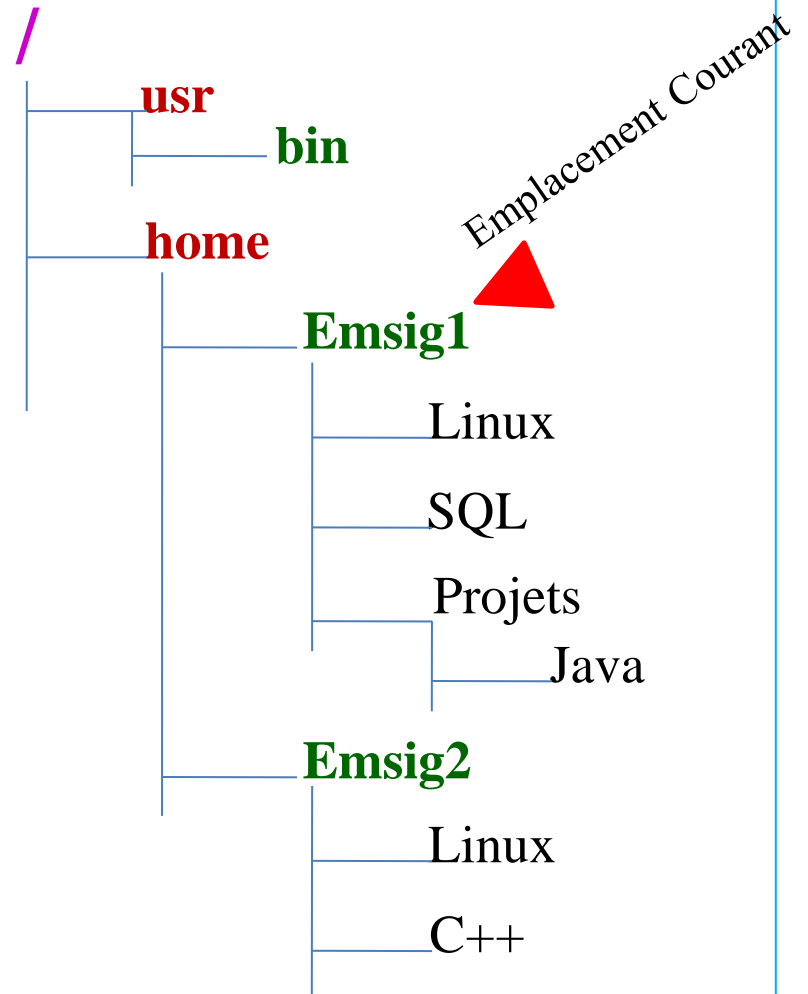 /
usr
bin
home
Emplacement Courant
Emsig1
Linux
SQL
Projets
Java
Emsig2
Linux
C++